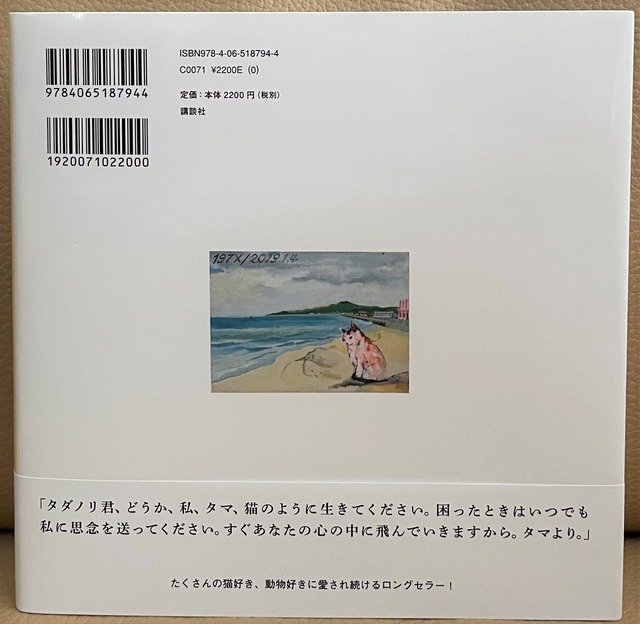 ISBN978-4-06-518794-4
C0071 ¥2200E (0)
9784065187944
定価：本体2200円（税別）
講談社
1920071022000
197X/2019.1.4
「タダノリ君、どうか、私、タマ、猫のように生きてください。困ったときはいつでも
私に思念を送ってください。すぐあなたの心の中に飛んでいきますから。タマより。」
たくさんの猫好き、動物好きに愛され続けるロングセラー！